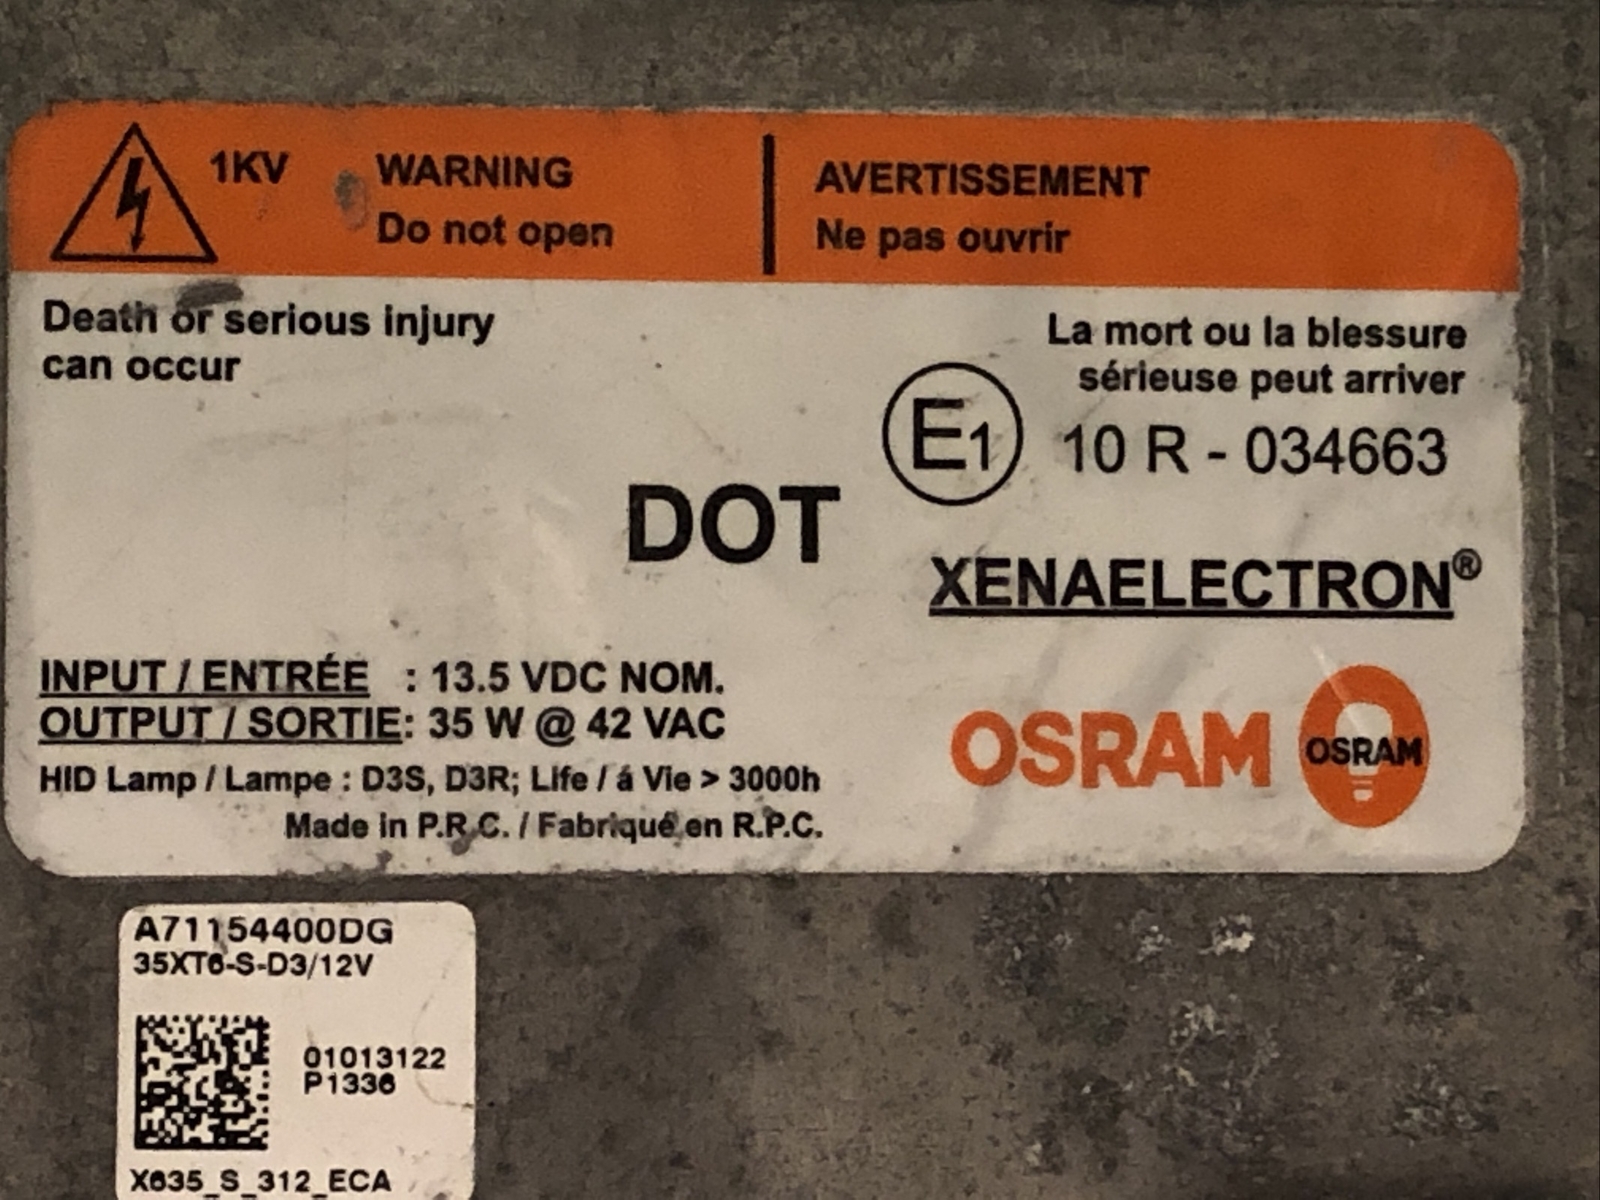 1KV
WARNING
Do not open
AVERTISSEMENT
Ne pas ouvrir
Death or serious injury
can occur
La mort ou la blessure
sérieuse peut arriver
E1 10 R - 034663
DOT
XENAELECTRON®
INPUT / ENTRÉE : 13.5 VDC NOM.
OUTPUT / SORTIE: 35 W @ 42 VAC
HID Lamp / Lampe : D3S, D3R; Life / á Vie > 3000h
Made in P.R.C. / Fabriqué en R.P.C.
OSRAM
OSRAM
A71154400DG
35XT6-S-D3/12V
01013122
P1336
X635_S_312_ECA